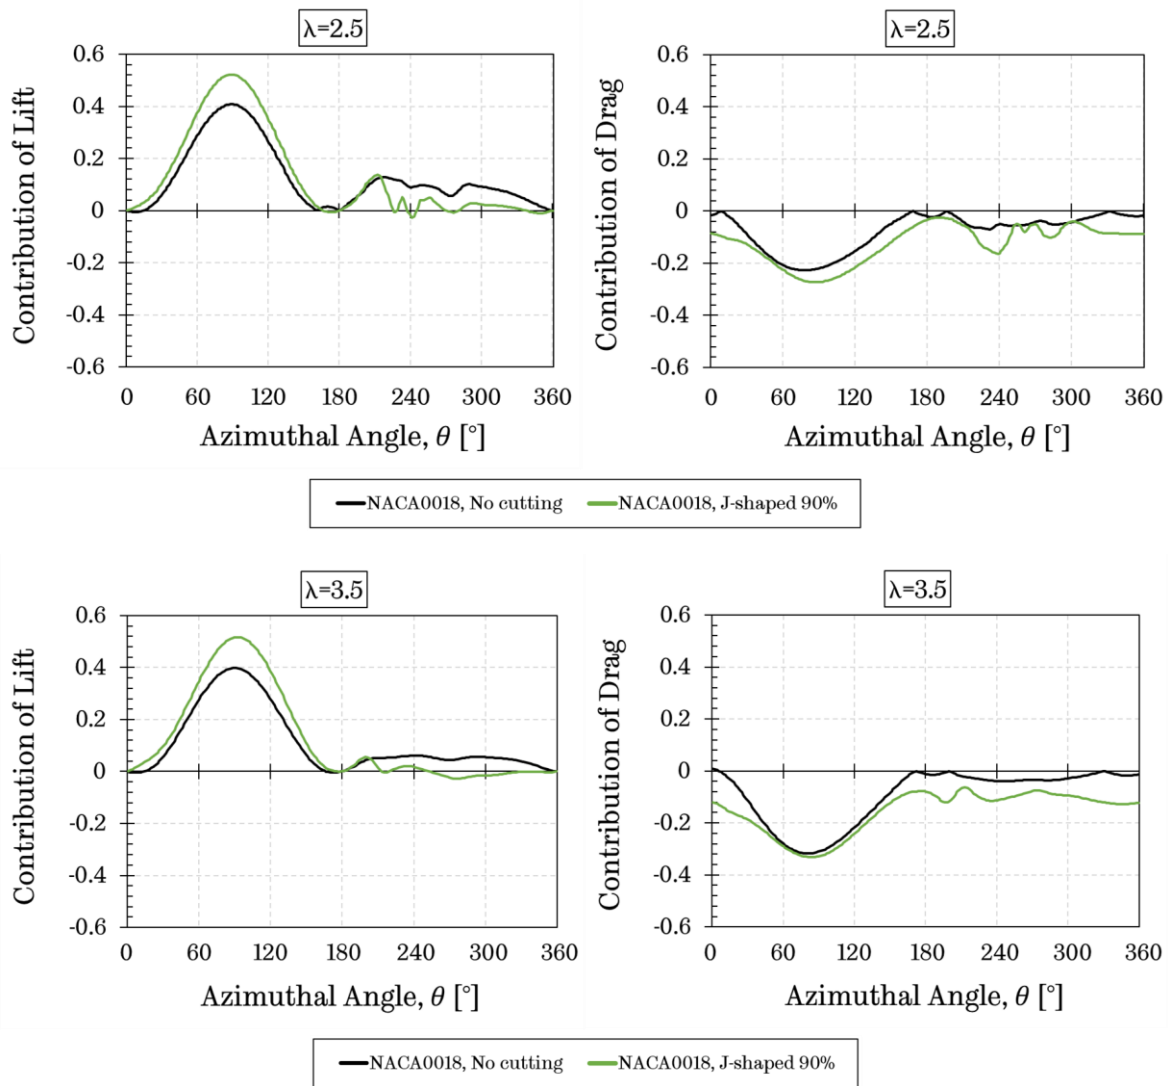 λ=2.5
0.6
0.4
0.2
0
-0.2
-0.4
-0.6
0 60 120 180 240 300 360
Contribution of Lift
Azimuthal Angle, θ [°]
λ=2.5
0.6
0.4
0.2
0
-0.2
-0.4
-0.6
0 60 120 180 240 300 360
Contribution of Drag
Azimuthal Angle, θ [°]
NACA0018, No cutting NACA0018, J-shaped 90%
λ=3.5
0.6
0.4
0.2
0
-0.2
-0.4
-0.6
0 60 120 180 240 300 360
Contribution of Lift
Azimuthal Angle, θ [°]
λ=3.5
0.6
0.4
0.2
0
-0.2
-0.4
-0.6
0 60 120 180 240 300 360
Contribution of Drag
Azimuthal Angle, θ [°]
NACA0018, No cutting NACA0018, J-shaped 90%